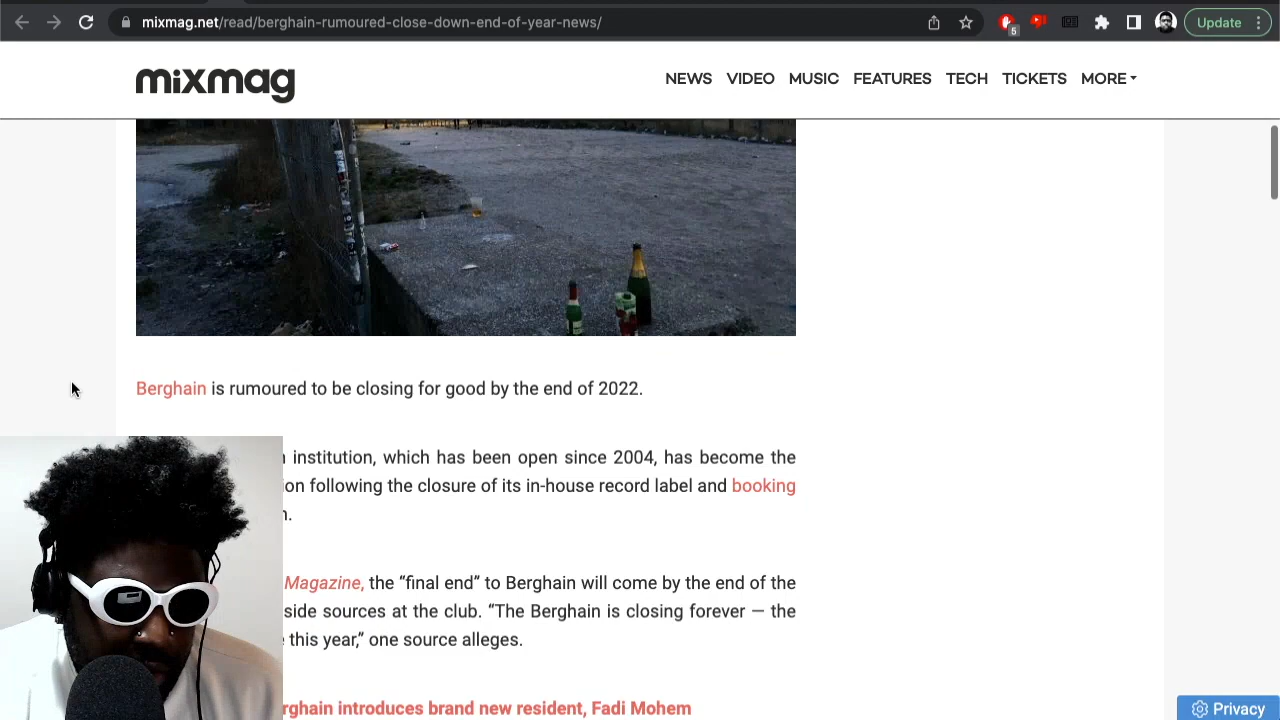 mixmag.net/read/berghain-rumoured-close-down-end-of-year-news/
5
Update
mixmag
NEWS VIDEO MUSIC FEATURES TECH TICKETS MORE
Berghain is rumoured to be closing for good by the end of 2022.
institution, which has been open since 2004, has become the
following the closure of its in-house record label and booking
Magazine, the “final end” to Berghain will come by the end of the
sources at the club. “The Berghain is closing forever — the
this year,” one source alleges.
introduces brand new resident, Fadi Mohem
Privacy